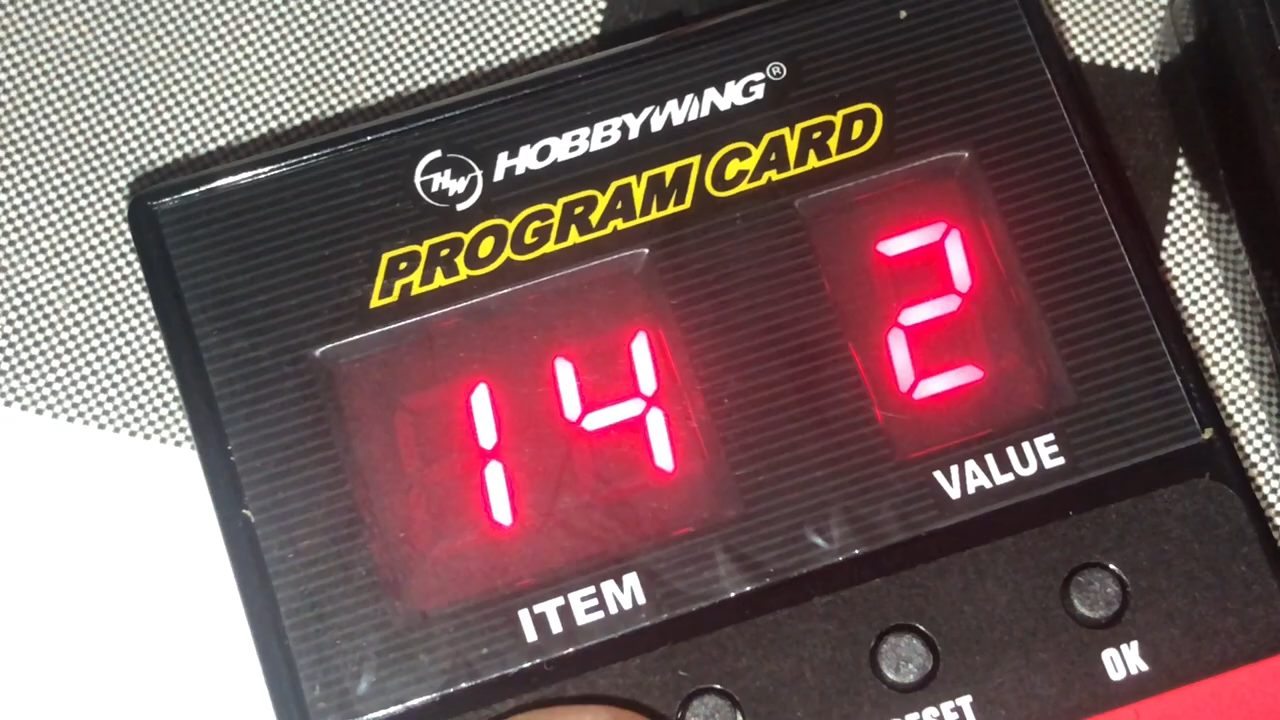 HW HOBBYWING®
PROGRAM CARD
14 2
ITEM VALUE
OK